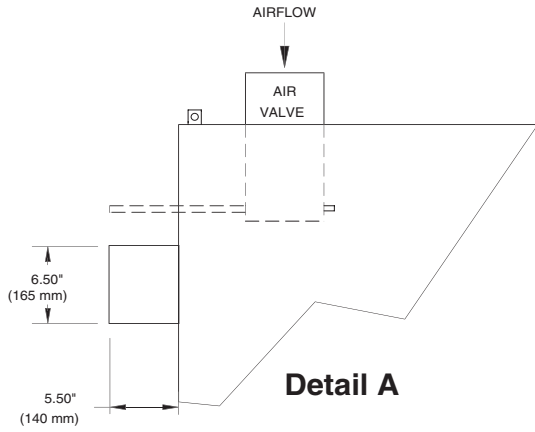 AIRFLOW
AIR
VALVE
6.50"
(165 mm)
Detail A
5.50"
(140 mm)